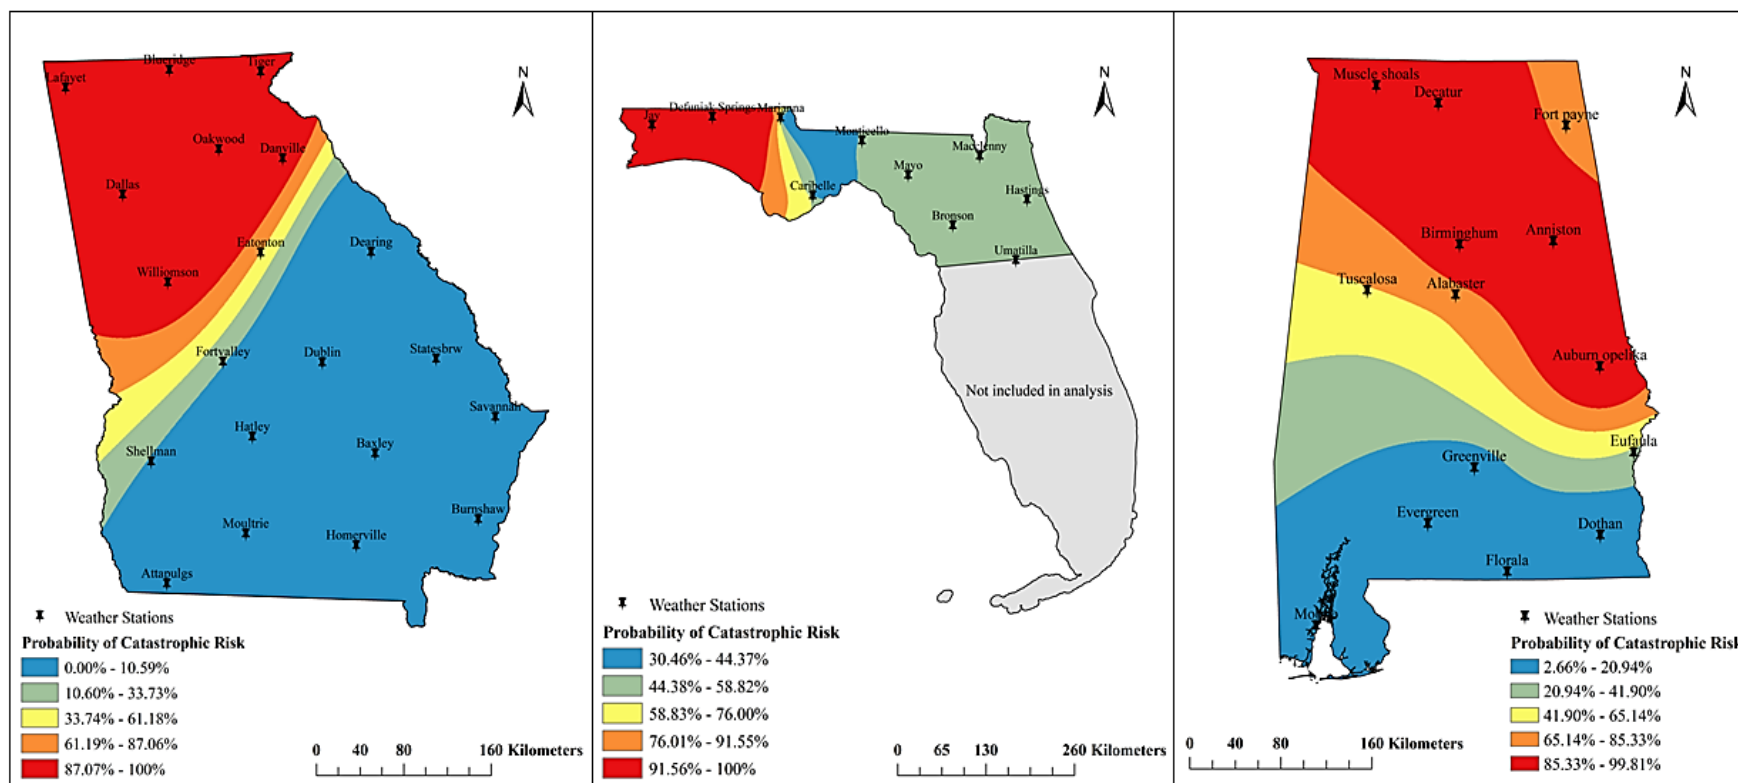 Blueridge
Tiger
Lafayet
Oakwood
Danville
Dallas
Eatonton
Dearing
Williomson
Fortvalley
Dublin
Statesbrw
Savannah
Hatley
Baxley
Shellman
Burnshaw
Moultrie
Homerville
Attapulgs
N
Weather Stations
Probability of Catastrophic Risk
0.00% - 10.59%
10.60% - 33.73%
33.74% - 61.18%
61.19% - 87.06%
87.07% - 100%
0 40 80 160 Kilometers
N
Jay
Defuniak Springs
Marianna
Monticello
Macclenny
Mayo
Caribelle
Hastings
Bronson
Umatilla
Not included in analysis
Weather Stations
Probability of Catastrophic Risk
30.46% - 44.37%
44.38% - 58.82%
58.83% - 76.00%
76.01% - 91.55%
91.56% - 100%
0 65 130 260 Kilometers
N
Muscle shoals
Decatur
Fort payne
Birminghum
Anniston
Tuscalosa
Alabaster
Auburn opelika
Eufaula
Greenville
Evergreen
Dothan
Florala
Weather Stations
Probability of Catastrophic Risk
2.66% - 20.94%
20.94% - 41.90%
41.90% - 65.14%
65.14% - 85.33%
85.33% - 99.81%
0 40 80 160 Kilometers